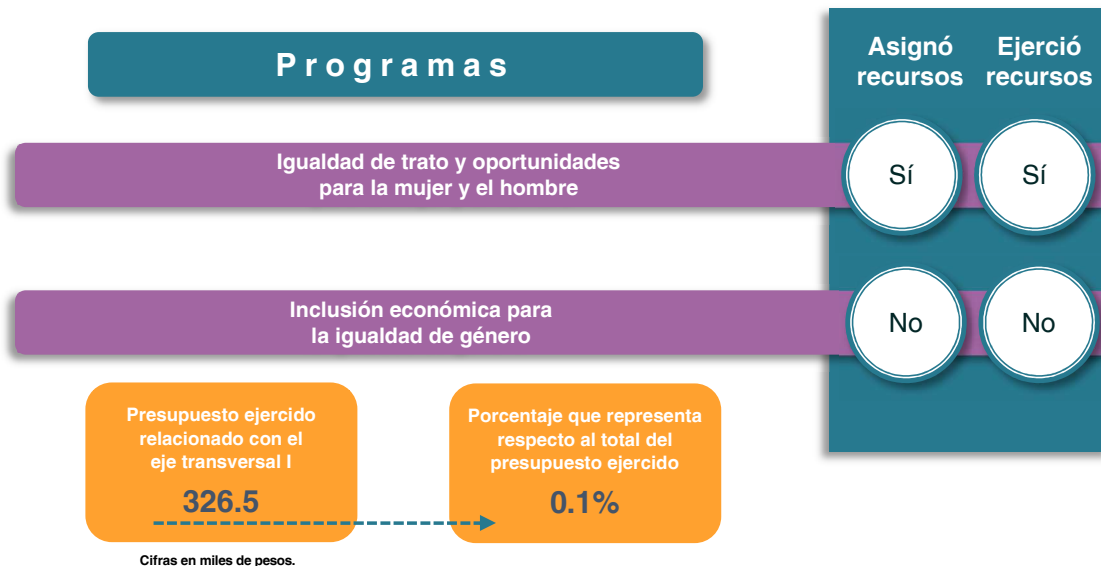 Programas
Asignó
recursos
Ejerció
recursos
Igualdad de trato y oportunidades
para la mujer y el hombre
Sí
Sí
Inclusión económica para
la igualdad de género
No
No
Presupuesto ejercido
relacionado con el
eje transversal I
326.5
Porcentaje que representa
respecto al total del
presupuesto ejercido
0.1%
Cifras en miles de pesos.